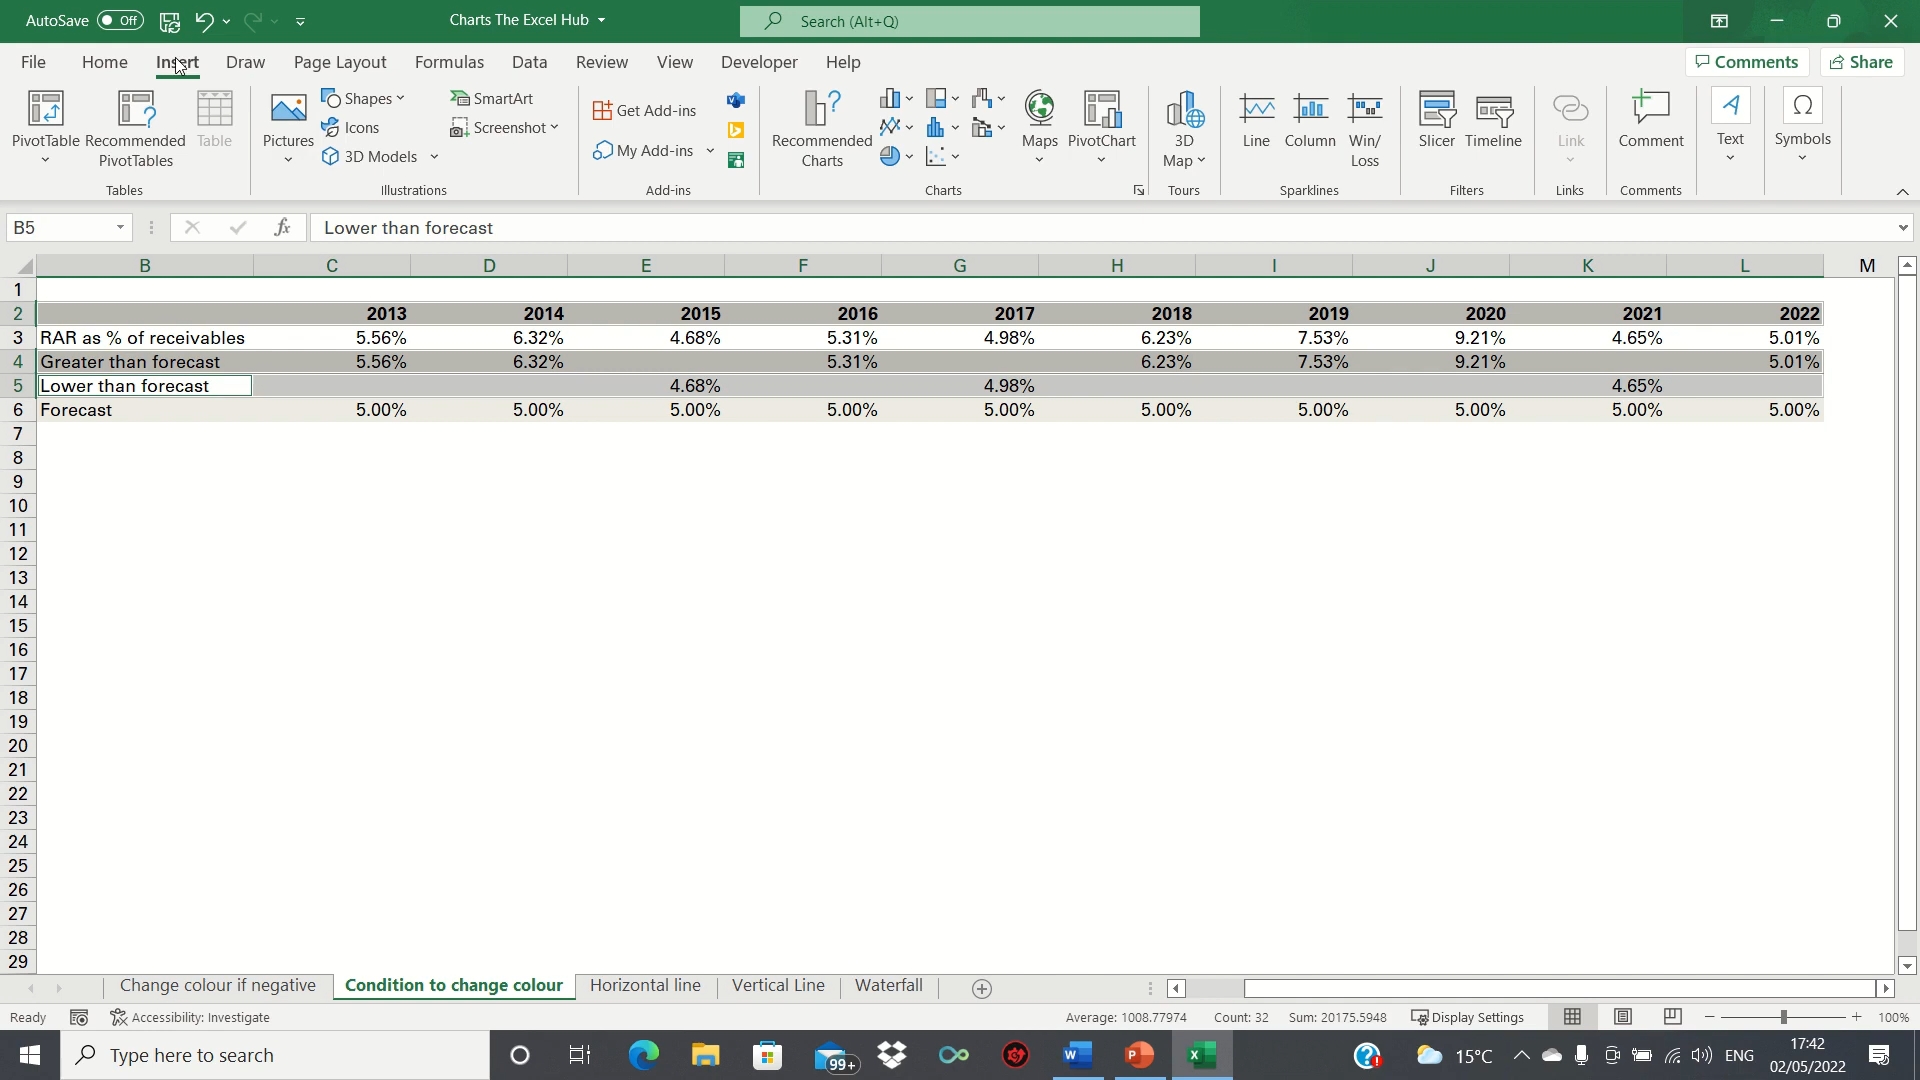 AutoSave Off Charts The Excel Hub Search (Alt+Q)
File Home Insert Draw Page Layout Formulas Data Review View Developer Help Comments Share
PivotTable Recommended PivotTables Table
Tables
Pictures Shapes Icons 3D Models SmartArt Screenshot
Illustrations
Get Add-ins My Add-ins
Add-ins
Recommended Charts Maps PivotChart
Charts
3D Map
Tours
Line Column Win/Loss
Sparklines
Slicer Timeline
Filters
Link
Links
Comment
Comments
Text
Symbols
B5 fx Lower than forecast
B C D E F G H I J K L M
1
2 2013 2014 2015 2016 2017 2018 2019 2020 2021 2022
3 RAR as % of receivables 5.56% 6.32% 4.68% 5.31% 4.98% 6.23% 7.53% 9.21% 4.65% 5.01%
4 Greater than forecast 5.56% 6.32% 5.31% 6.23% 7.53% 9.21% 5.01%
5 Lower than forecast 4.68% 4.98% 4.65%
6 Forecast 5.00% 5.00% 5.00% 5.00% 5.00% 5.00% 5.00% 5.00% 5.00% 5.00%
7
8
9
10
11
12
13
14
15
16
17
18
19
20
21
22
23
24
25
26
27
28
29
Change colour if negative Condition to change colour Horizontal line Vertical Line Waterfall
Ready Accessibility: Investigate Average: 1008.77974 Count: 32 Sum: 20175.5948 Display Settings 100%
Type here to search 99+ 15°C ENG 17:42
02/05/2022